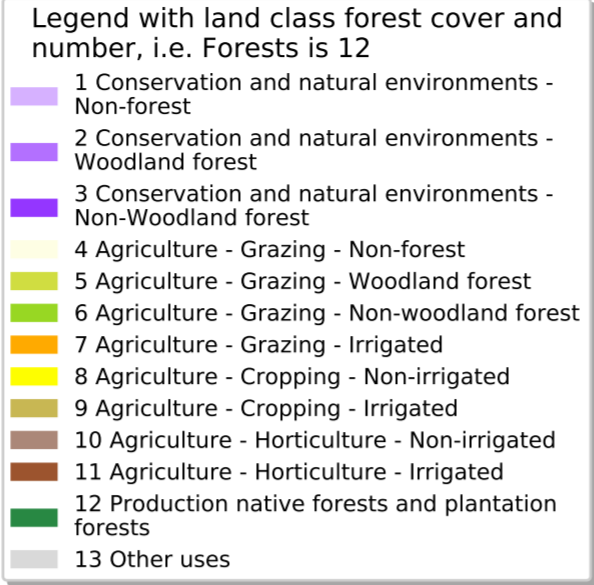 Legend with land class forest cover and
number, i.e. Forests is 12
1 Conservation and natural environments -
Non-forest
2 Conservation and natural environments -
Woodland forest
3 Conservation and natural environments -
Non-Woodland forest
4 Agriculture - Grazing - Non-forest
5 Agriculture - Grazing - Woodland forest
6 Agriculture - Grazing - Non-woodland forest
7 Agriculture - Grazing - Irrigated
8 Agriculture - Cropping - Non-irrigated
9 Agriculture - Cropping - Irrigated
10 Agriculture - Horticulture - Non-irrigated
11 Agriculture - Horticulture - Irrigated
12 Production native forests and plantation
forests
13 Other uses